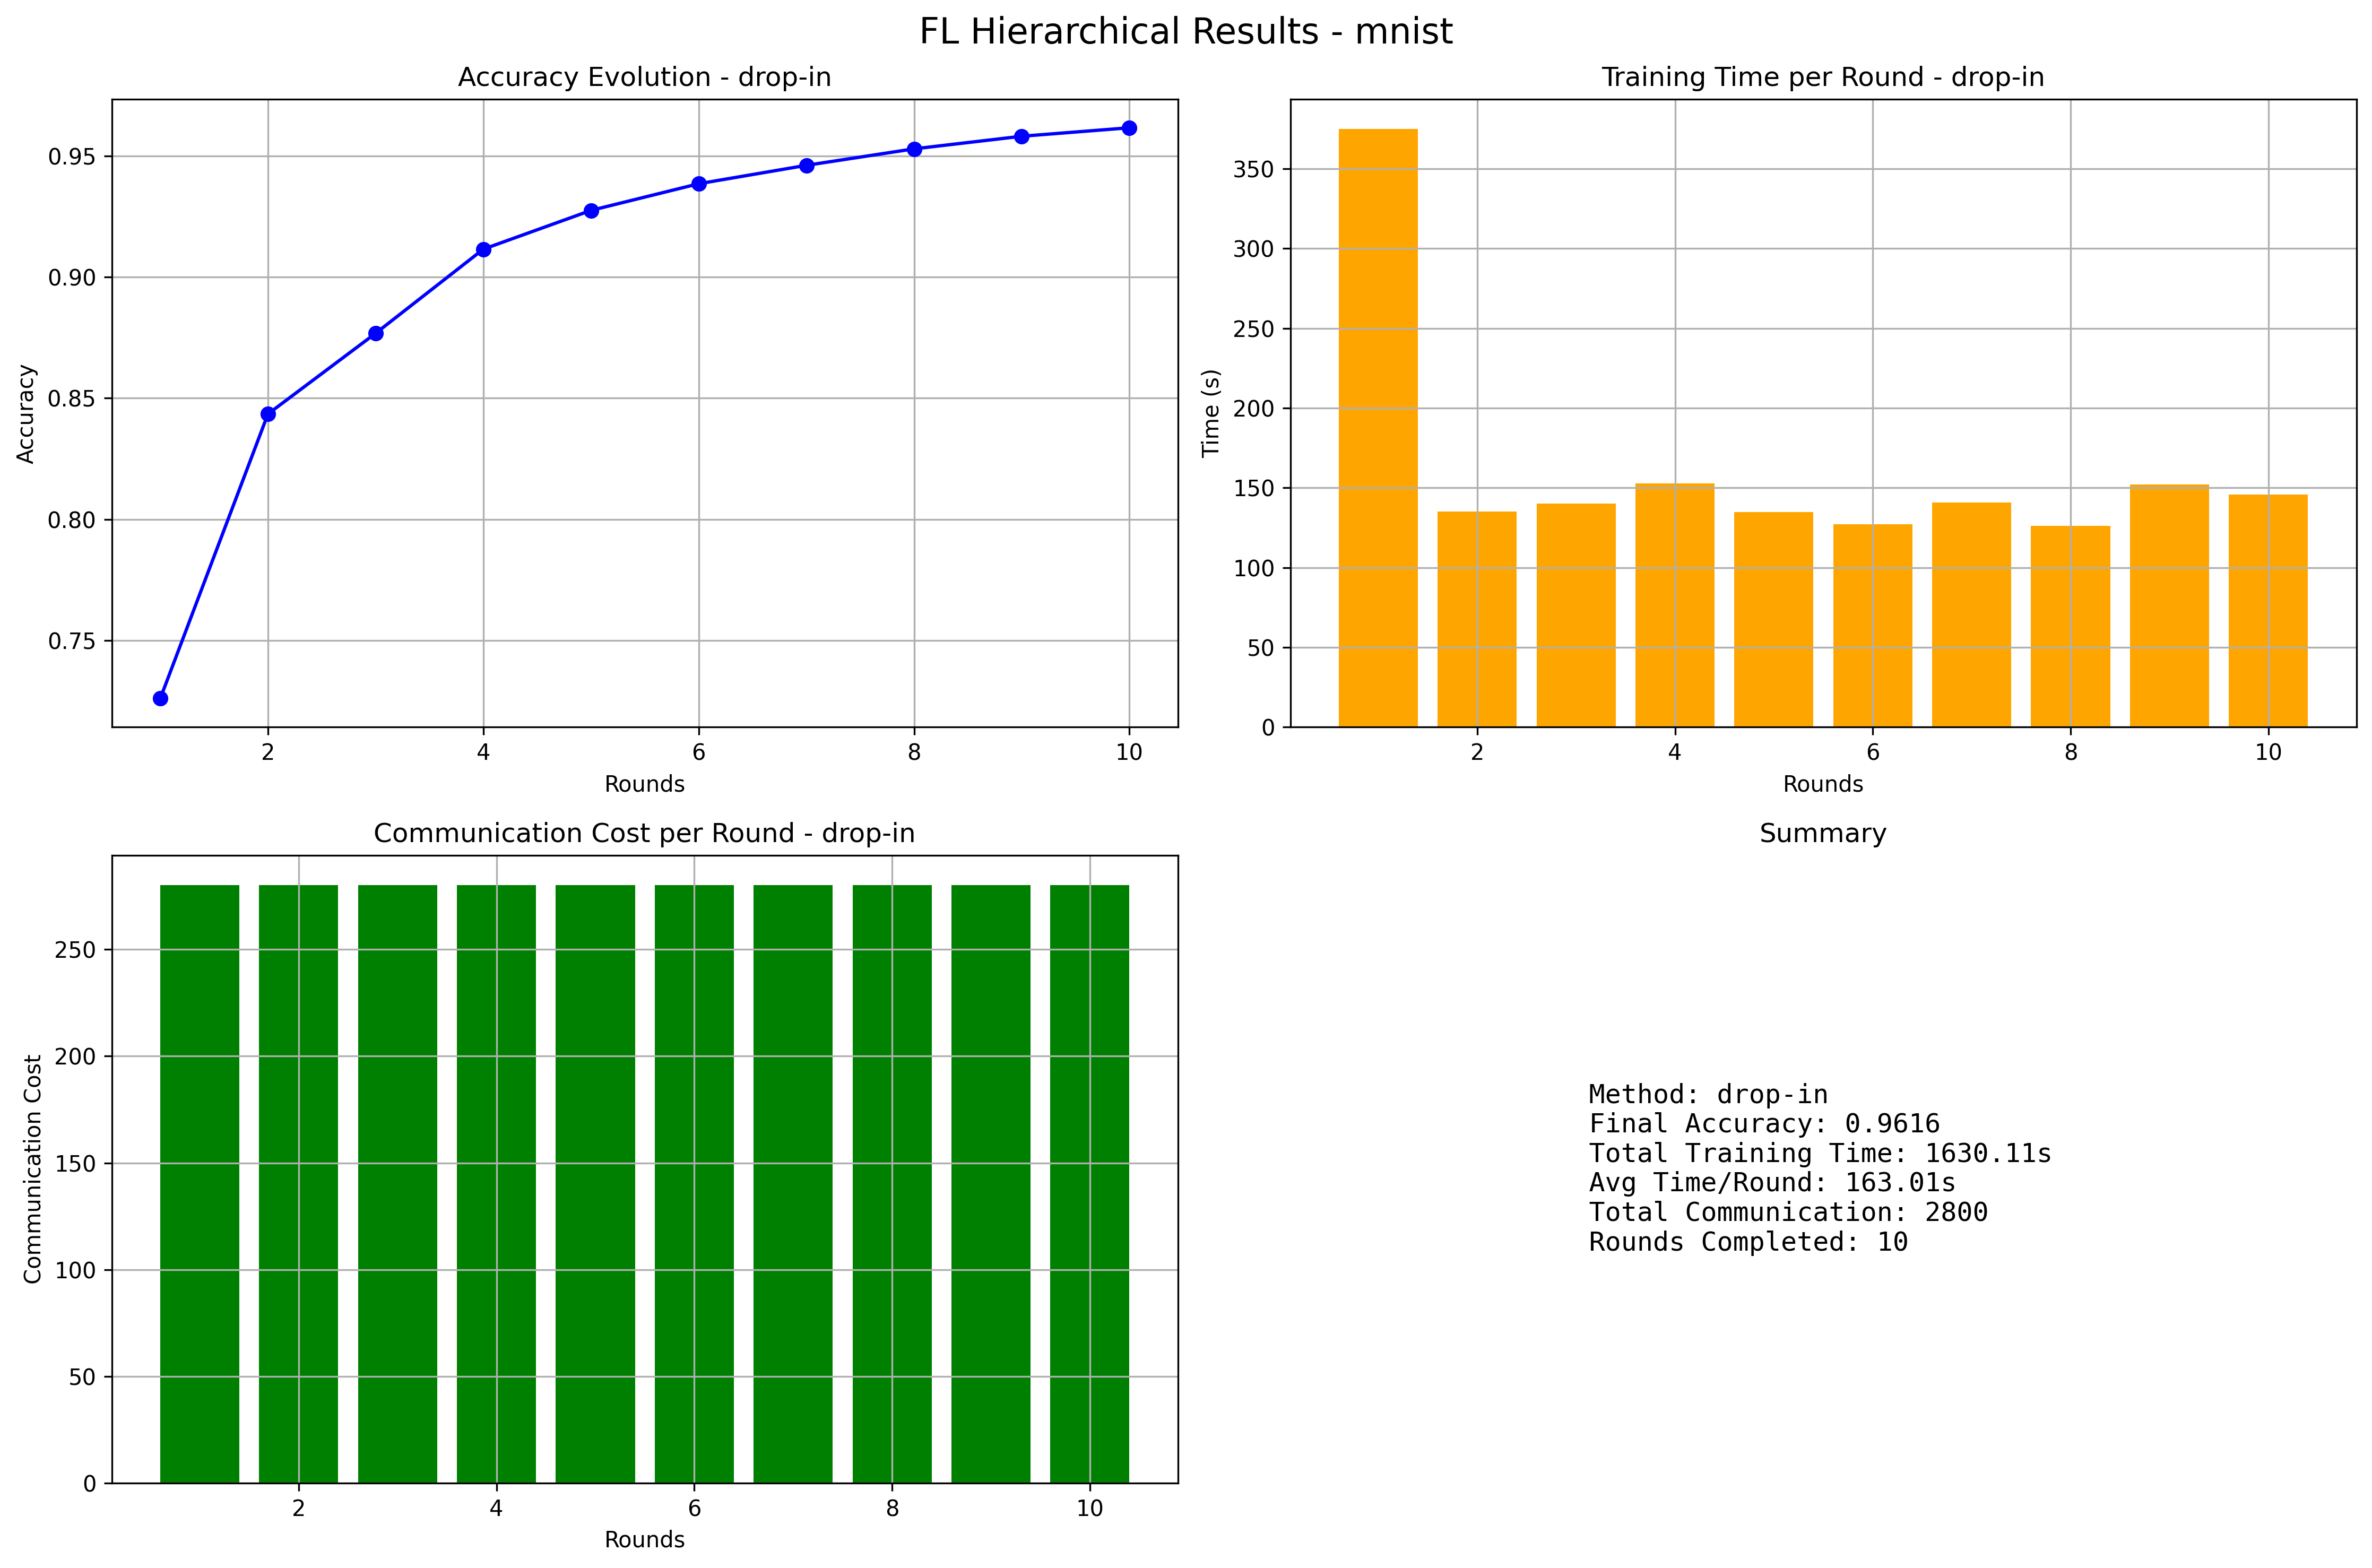 FL Hierarchical Results - mnist
Accuracy Evolution - drop-in
Accuracy
0.95
0.90
0.85
0.80
0.75
2 4 6 8 10
Rounds
Training Time per Round - drop-in
Time (s)
350
300
250
200
150
100
50
0
2 4 6 8 10
Rounds
Communication Cost per Round - drop-in
Communication Cost
250
200
150
100
50
0
2 4 6 8 10
Rounds
Summary
Method: drop-in
Final Accuracy: 0.9616
Total Training Time: 1630.11s
Avg Time/Round: 163.01s
Total Communication: 2800
Rounds Completed: 10